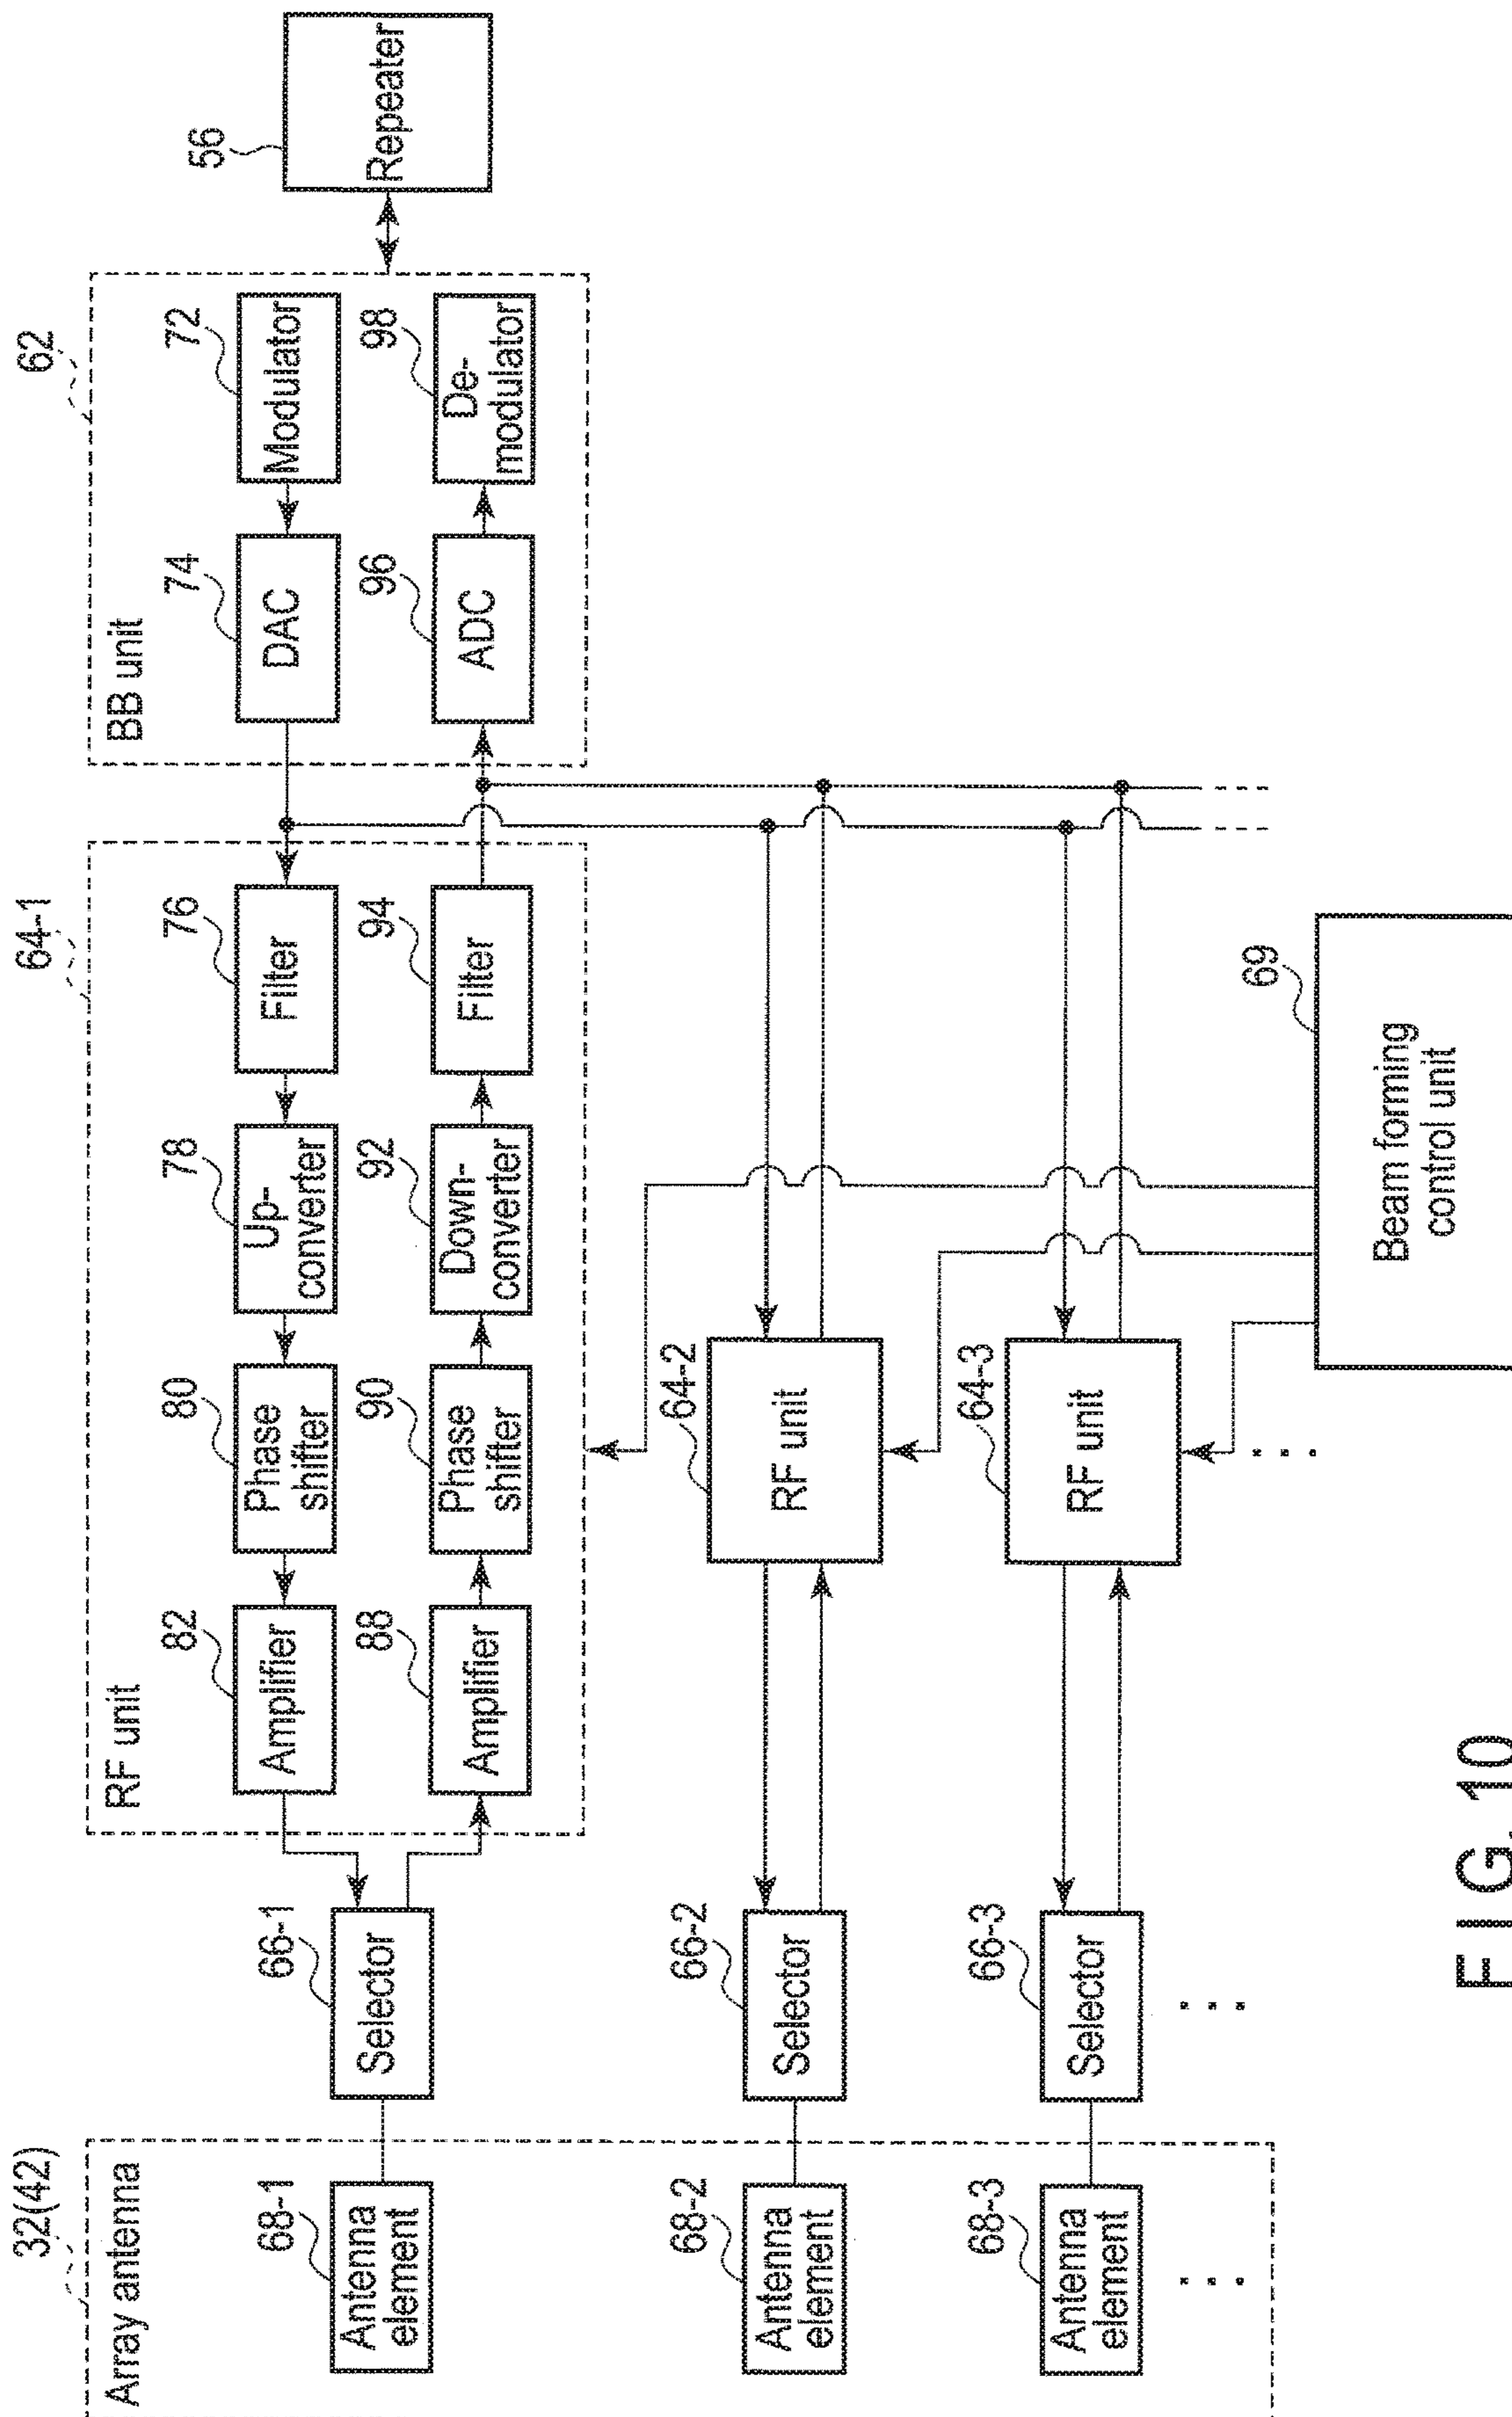 32(42)
Array antenna
68-1
Antenna
element
68-2
Antenna
element
68-3
Antenna
element
66-1
Selector
66-2
Selector
66-3
Selector
64-1
RF unit
82
Amplifier
80
Phase
shifter
78
Up-
converter
76
Filter
88
Amplifier
90
Phase
shifter
92
Down-
converter
94
Filter
64-2
RF unit
64-3
RF unit
62
BB unit
74
DAC
72
Modulator
96
ADC
98
De-
modulator
56
Repeater
69
Beam forming
control unit
FIG. 10